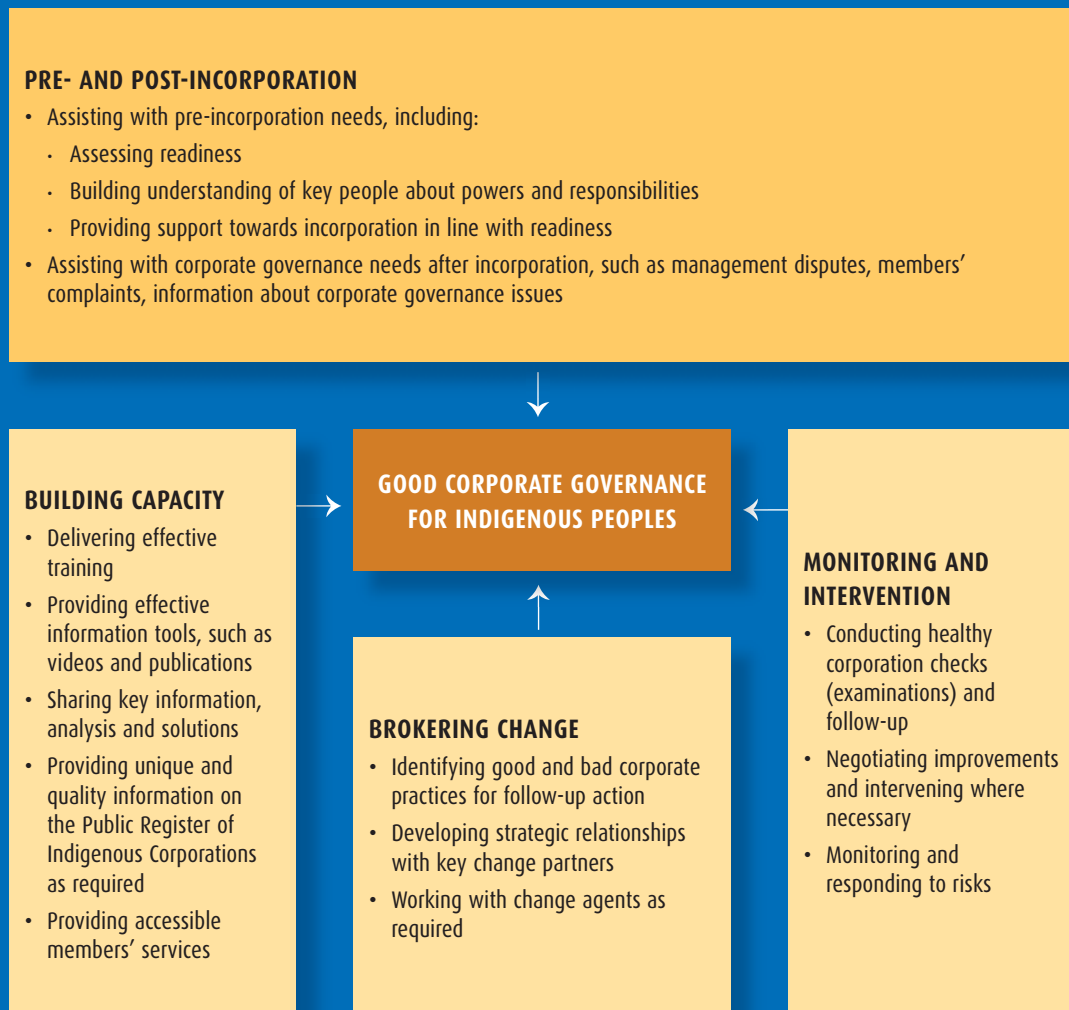 PRE- AND POST-INCORPORATION
• Assisting with pre-incorporation needs, including:
• Assessing readiness
• Building understanding of key people about powers and responsibilities
• Providing support towards incorporation in line with readiness
• Assisting with corporate governance needs after incorporation, such as management disputes, members’
complaints, information about corporate governance issues
GOOD CORPORATE GOVERNANCE
FOR INDIGENOUS PEOPLES
BUILDING CAPACITY
• Delivering effective
training
• Providing effective
information tools, such as
videos and publications
• Sharing key information,
analysis and solutions
• Providing unique and
quality information on
the Public Register of
Indigenous Corporations
as required
• Providing accessible
members’ services
BROKERING CHANGE
• Identifying good and bad corporate
practices for follow-up action
• Developing strategic relationships
with key change partners
• Working with change agents as
required
MONITORING AND
INTERVENTION
• Conducting healthy
corporation checks
(examinations) and
follow-up
• Negotiating improvements
and intervening where
necessary
• Monitoring and
responding to risks